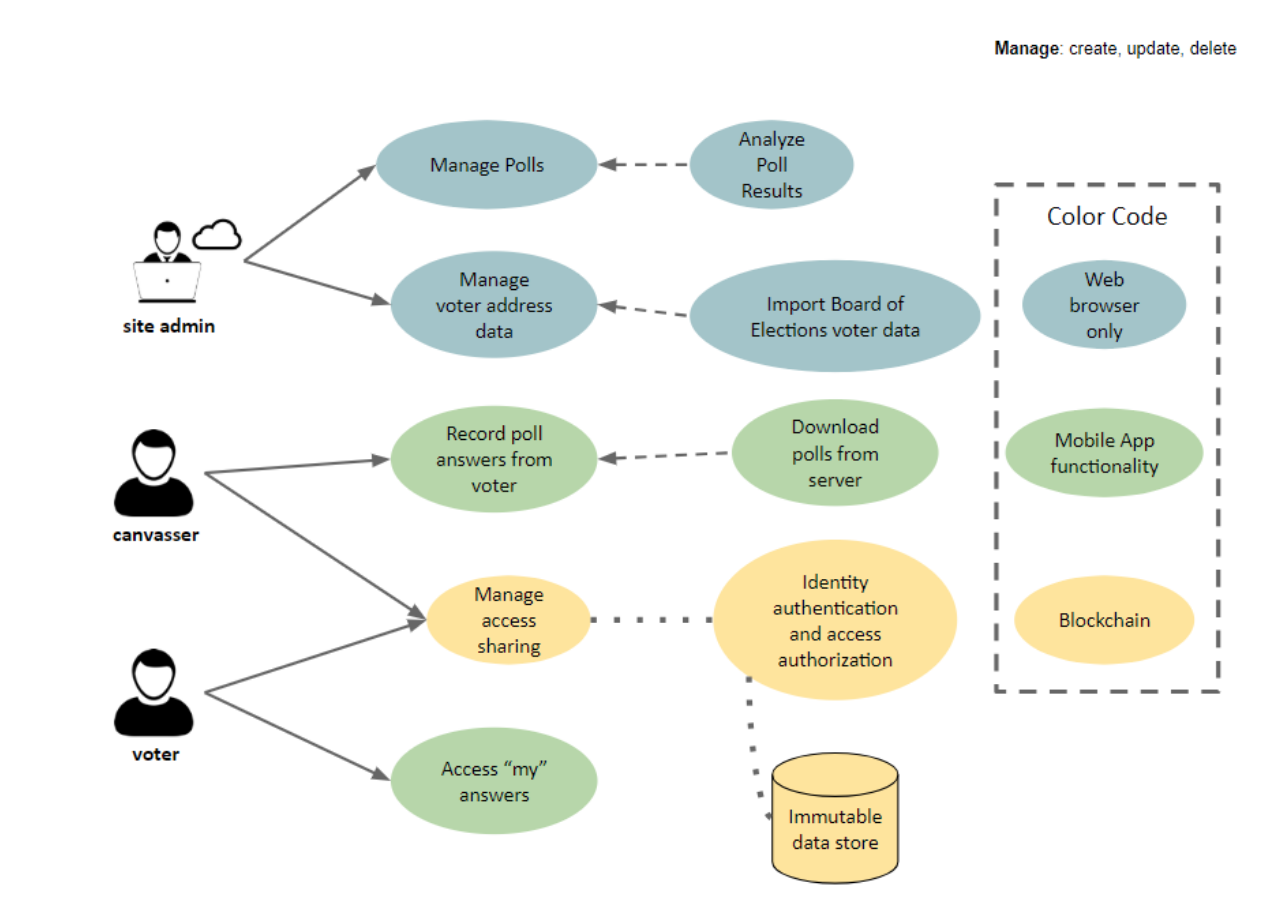 Manage: create, update, delete
Manage Polls
Analyze
Poll
Results
site admin
Manage
voter address
data
Import Board of
Elections voter data
Color Code
Web
browser
only
canvasser
Record poll
answers from
voter
Download
polls from
server
Mobile App
functionality
Manage
access
sharing
Identity
authentication
and access
authorization
Blockchain
voter
Access “my”
answers
Immutable
data store